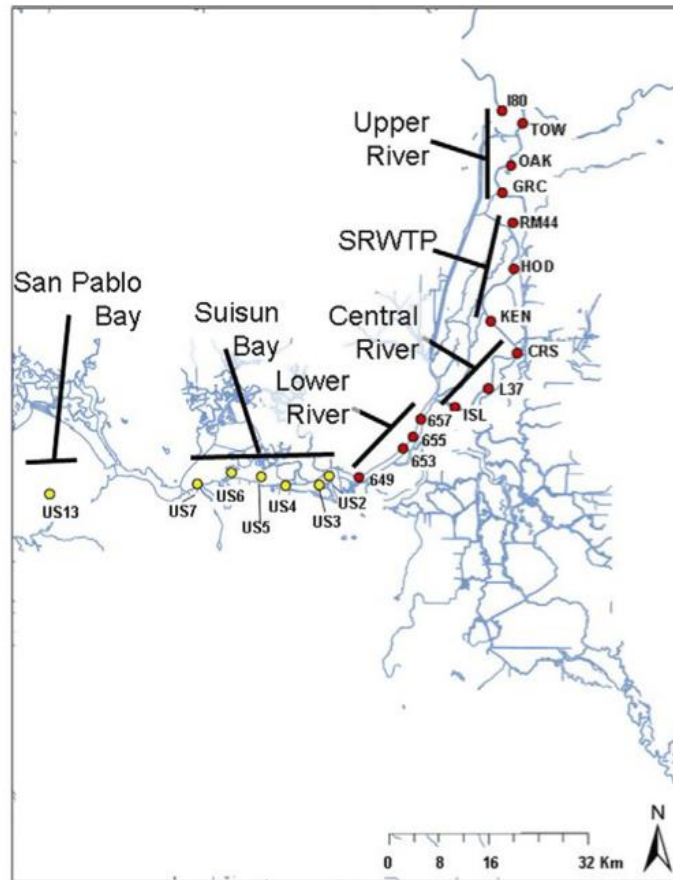 I80
TOW
Upper
River
OAK
GRC
RM44
SRWTP
HOD
San Pablo
Bay
Suisun
Bay
Central
River
KEN
CRS
Lower
River
L37
ISL
657
655
653
649
US7
US6
US5
US4
US3
US2
US13
N
0 8 16 32 Km